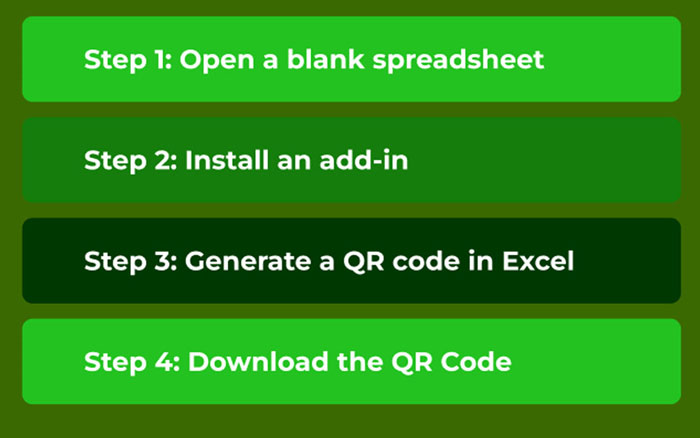 Step 1: Open a blank spreadsheet
Step 2: Install an add-in
Step 3: Generate a QR code in Excel
Step 4: Download the QR Code